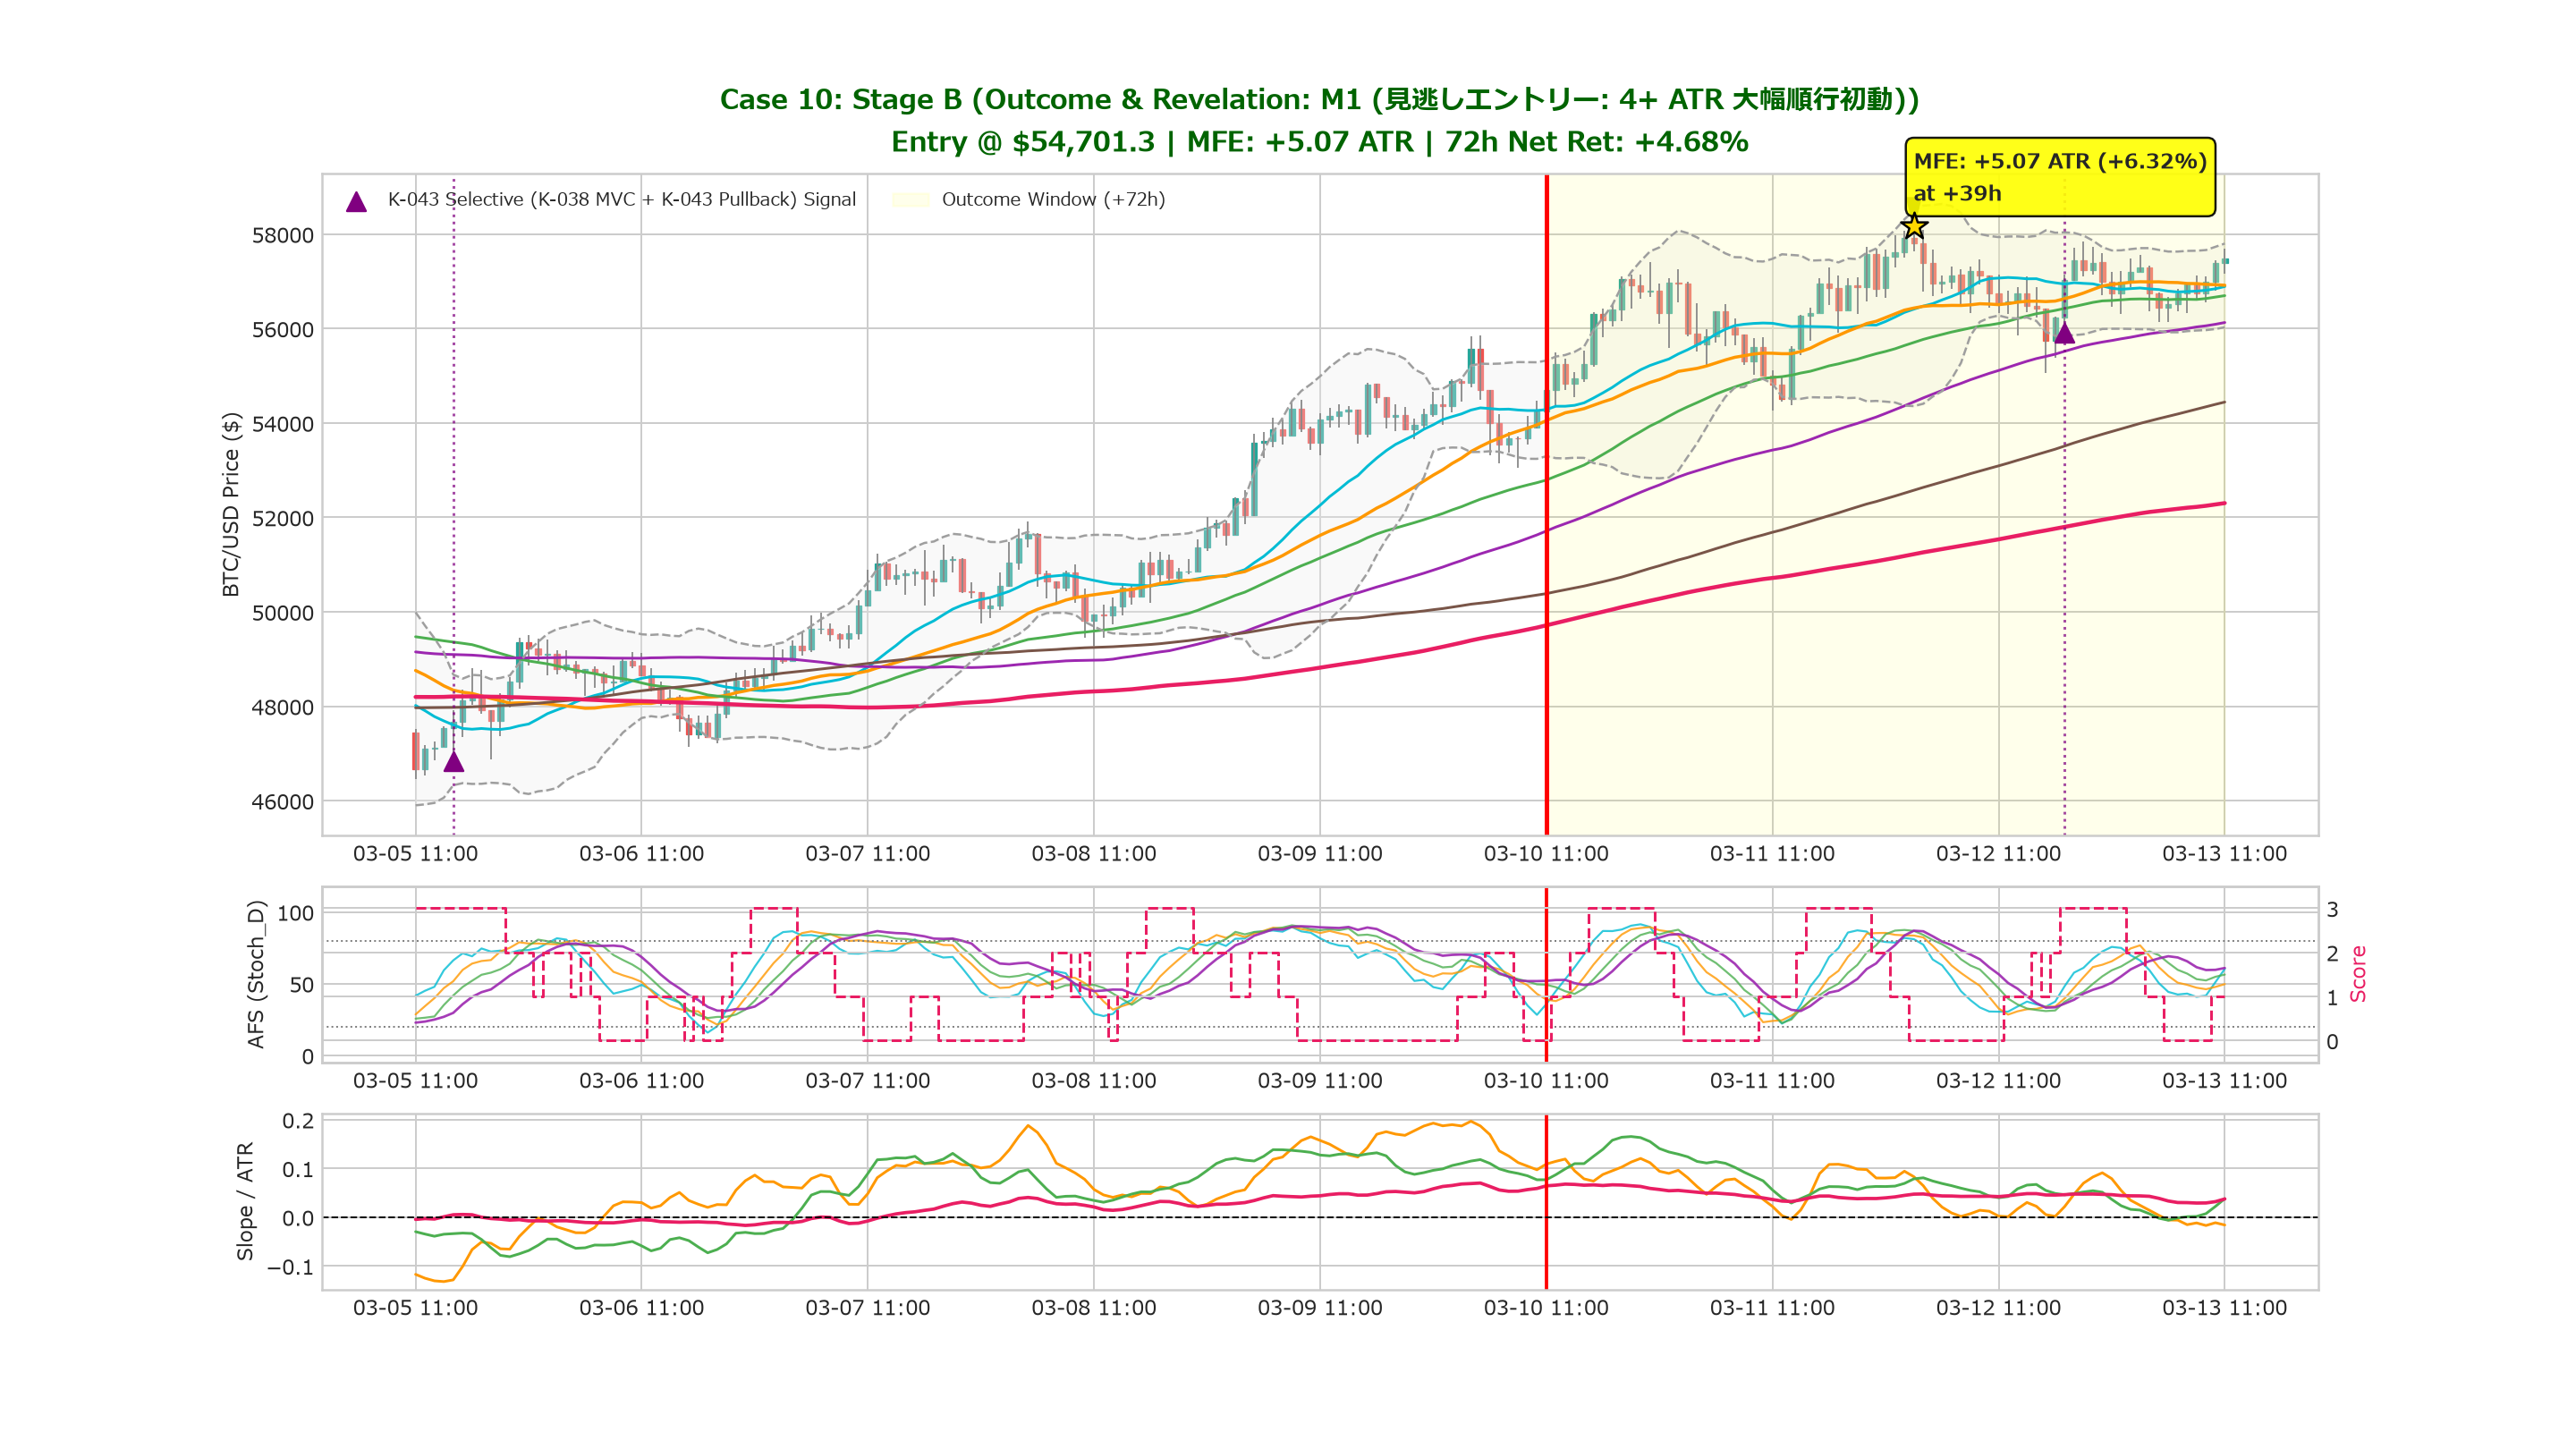 Case 10: Stage B (Outcome & Revelation: M1 (見逃しエントリー: 4+ ATR 大幅順行初動))
Entry @ $54,701.3 | MFE: +5.07 ATR | 72h Net Ret: +4.68%
MFE: +5.07 ATR (+6.32%)
at +39h
K-043 Selective (K-038 MVC + K-043 Pullback) Signal
Outcome Window (+72h)
BTC/USD Price ($)
58000
56000
54000
52000
50000
48000
46000
03-05 11:00 03-06 11:00 03-07 11:00 03-08 11:00 03-09 11:00 03-10 11:00 03-11 11:00 03-12 11:00 03-13 11:00
AFS (Stoch_D)
100
50
0
3
2
1
0
Score
03-05 11:00 03-06 11:00 03-07 11:00 03-08 11:00 03-09 11:00 03-10 11:00 03-11 11:00 03-12 11:00 03-13 11:00
Slope / ATR
0.2
0.1
0.0
−0.1
03-05 11:00 03-06 11:00 03-07 11:00 03-08 11:00 03-09 11:00 03-10 11:00 03-11 11:00 03-12 11:00 03-13 11:00